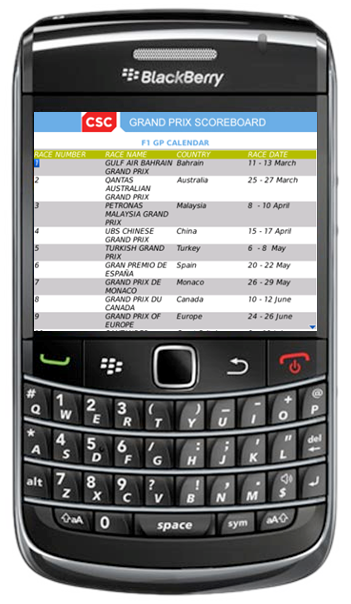 BlackBerry
CSC GRAND PRIX SCOREBOARD
F1 GP CALENDAR
RACE NUMBER RACE NAME COUNTRY RACE DATE
1 GULF AIR BAHRAIN Bahrain 11 - 13 March
GRAND PRIX
2 QANTAS Australia 25 - 27 March
AUSTRALIAN
GRAND PRIX
3 PETRONAS Malaysia 8 - 10 April
MALAYSIA GRAND
PRIX
4 UBS CHINESE China 15 - 17 April
GRAND PRIX
5 TURKISH GRAND Turkey 6 - 8 May
PRIX
6 GRAN PREMIO DE Spain 20 - 22 May
ESPAÑA
7 GRAND PRIX DE Monaco 26 - 29 May
MONACO
8 GRAND PRIX DU Canada 10 - 12 June
CANADA
9 GRAND PRIX OF Europe 24 - 26 June
EUROPE
# 1 2 3 ( ) _ - + @
Q W E R T Y U I O P
* 4 5 6 / : ; ' " del
A S D F G H J K L
alt 7 8 9 ? ! , . $
Z X C V B N M
aA 0 space sym aA